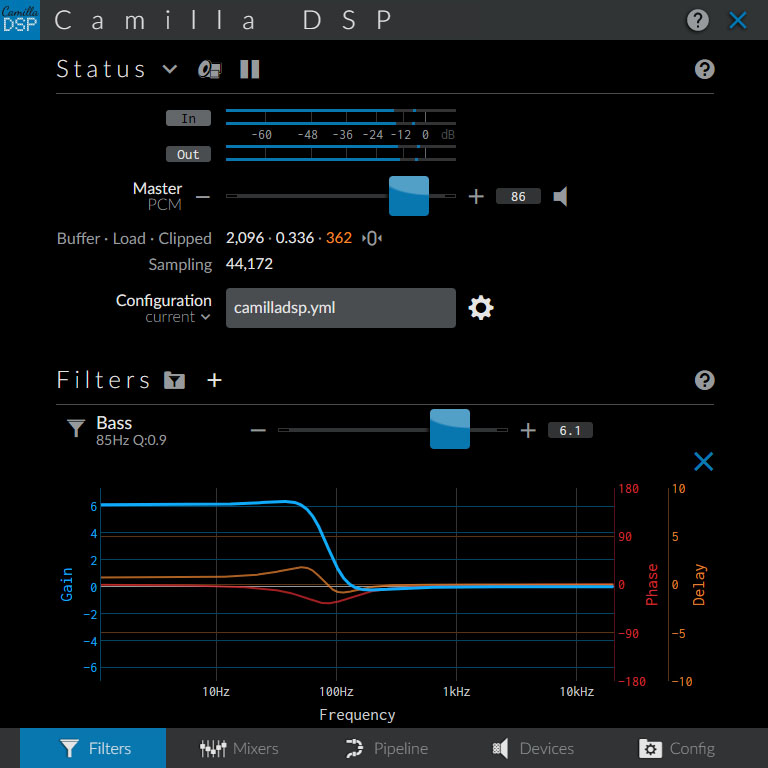 Camilla DSP Camilla DSP
Status
In
-60 -48 -36 -24 -12 0 dB
Out
Master
PCM
86
Buffer · Load · Clipped 2,096 · 0.336 · 362
Sampling 44,172
Configuration
current
camilladsp.yml
Filters
Bass
85Hz Q:0.9
6.1
6
4
2
0
-2
-4
-6
Gain
180
90
0
-90
-180
Phase
10
5
0
-5
-10
Delay
10Hz 100Hz 1kHz 10kHz
Frequency
Filters Mixers Pipeline Devices Config